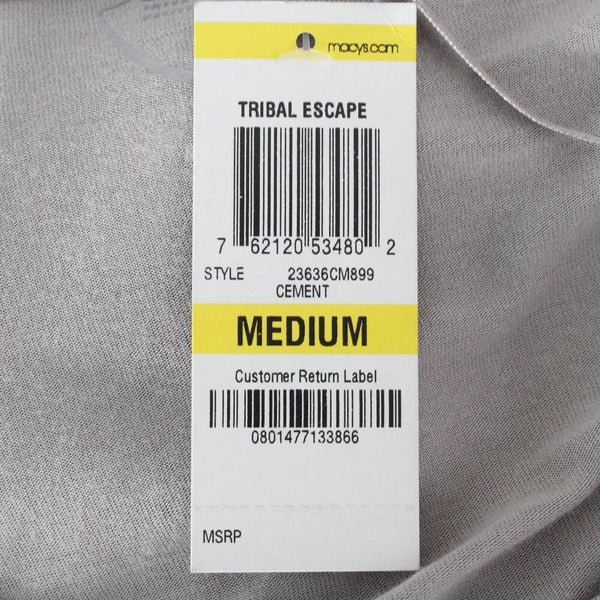 macys.com
TRIBAL ESCAPE
7 62120 53480 2
STYLE 23636CM899
CEMENT
MEDIUM
Customer Return Label
0801477133866
MSRP